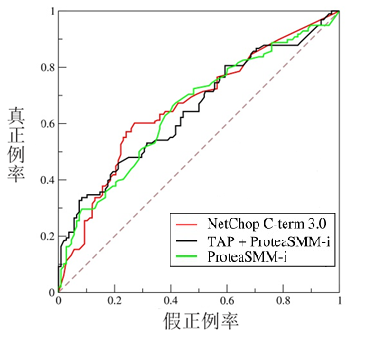 1
0.8
0.6
0.4
0.2
0
真正例率
NetChop C-term 3.0
TAP + ProteaSMM-i
ProteaSMM-i
0 0.2 0.4 0.6 0.8 1
假正例率